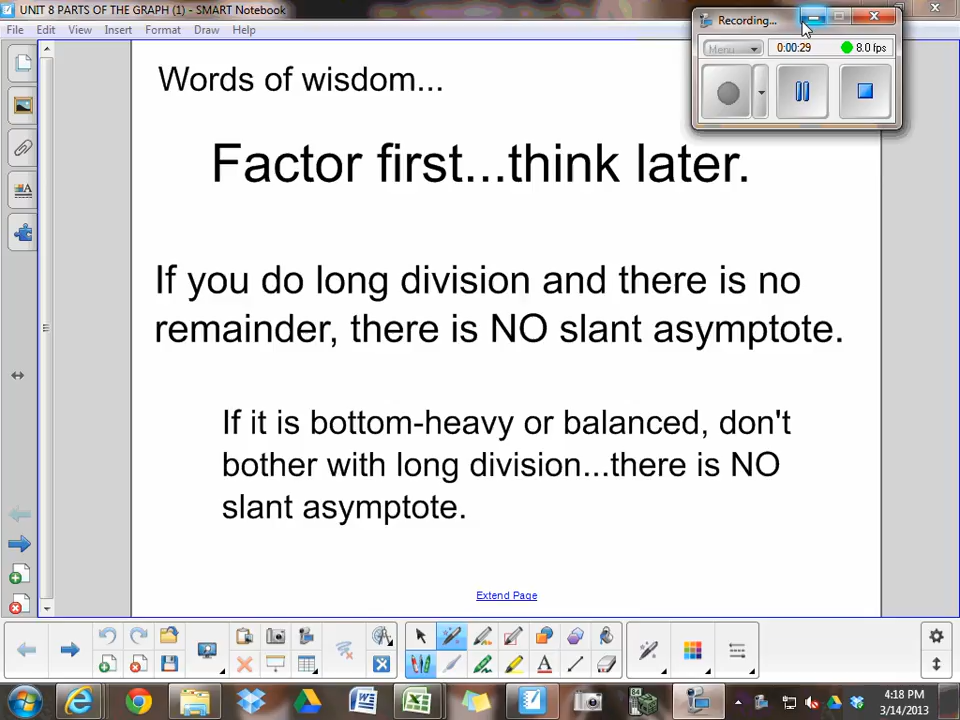 UNIT 8 PARTS OF THE GRAPH (1) - SMART Notebook
File Edit View Insert Format Draw Help
Recording...
Menu 0:00:29 8.0 fps
Words of wisdom...
Factor first...think later.
If you do long division and there is no
remainder, there is NO slant asymptote.
If it is bottom-heavy or balanced, don't
bother with long division...there is NO
slant asymptote.
Extend Page
4:18 PM
3/14/2013